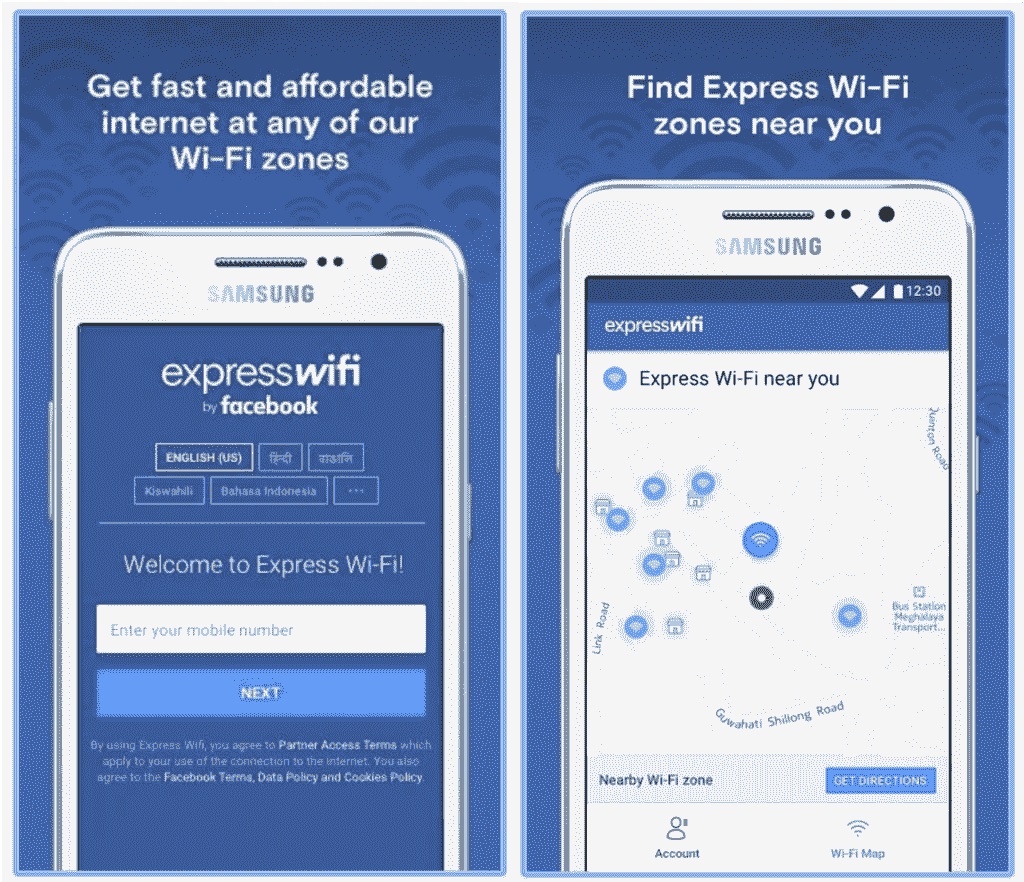 Get fast and affordable
internet at any of our
Wi-Fi zones
SAMSUNG
expresswifi
by facebook
ENGLISH (US) हिन्दी
Kiswahili Bahasa Indonesia ...
Welcome to Express Wi-Fi!
Enter your mobile number
NEXT
By using Express Wifi, you agree to Partner Access Terms which
apply to your use of the connection to the internet. You also
agree to the Facebook Terms, Data Policy and Cookies Policy.
Find Express Wi-Fi
zones near you
SAMSUNG
12:30
expresswifi
Express Wi-Fi near you
Road
Link Road
Bus Station
Meghalaya
Transport...
Guwahati Shillong Road
Nearby Wi-Fi zone GET DIRECTIONS
Account Wi-Fi Map